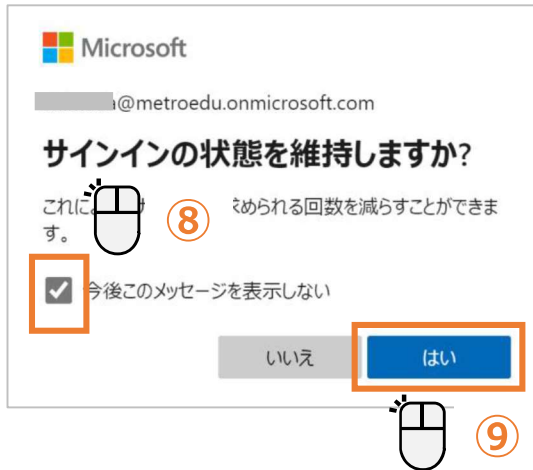 Microsoft
a@metroedu.onmicrosoft.com
サインインの状態を維持しますか?
これに められる回数を減らすことができま
す。
⑧
今後このメッセージを表示しない
いいえ はい
⑨